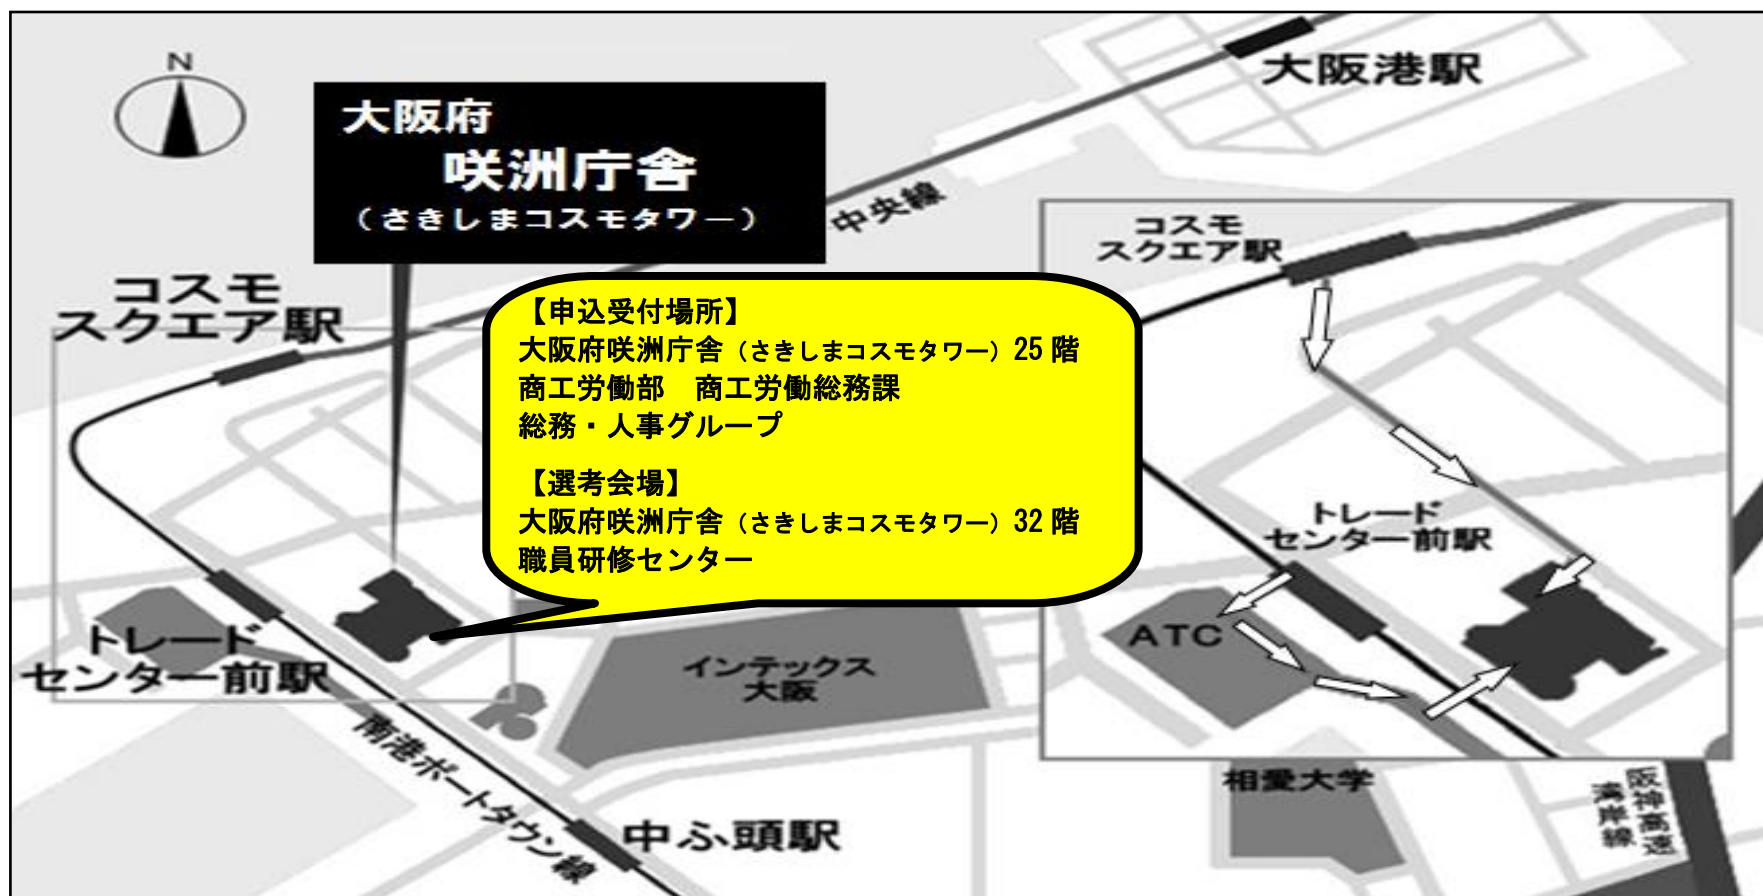 N
大阪府
咲洲庁舎
（さきしまコスモタワー）
大阪港駅
中央線
コスモ
スクエア駅
【申込受付場所】
大阪府咲洲庁舎（さきしまコスモタワー）25階
商工労働部　商工労働総務課
総務・人事グループ
【選考会場】
大阪府咲洲庁舎（さきしまコスモタワー）32階
職員研修センター
コスモ
スクエア駅
トレード
センター前駅
ATC
トレード
センター前駅
インテックス
大阪
南港ポートタウン線
中ふ頭駅
相愛大学
阪神高速
湾岸線